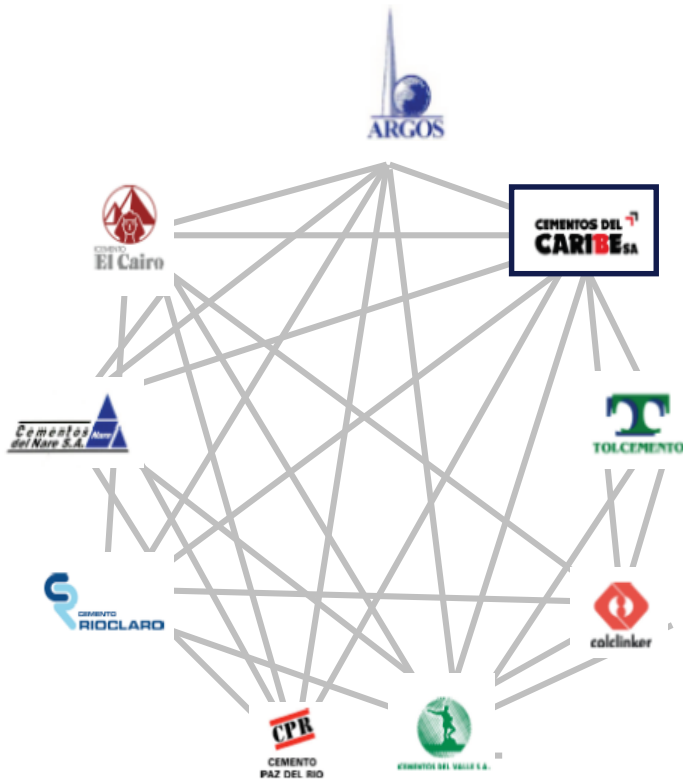 ARGOS
CEMENTOS DEL
CARIBE SA
CEMENTO
El Cairo
Cementos
del Nare S.A.
Nare
TOLCEMENTO
CEMENTO
RIOCLARO
colclinker
CPR
CEMENTO
PAZ DEL RIO
CEMENTOS DEL VALLE S.A.